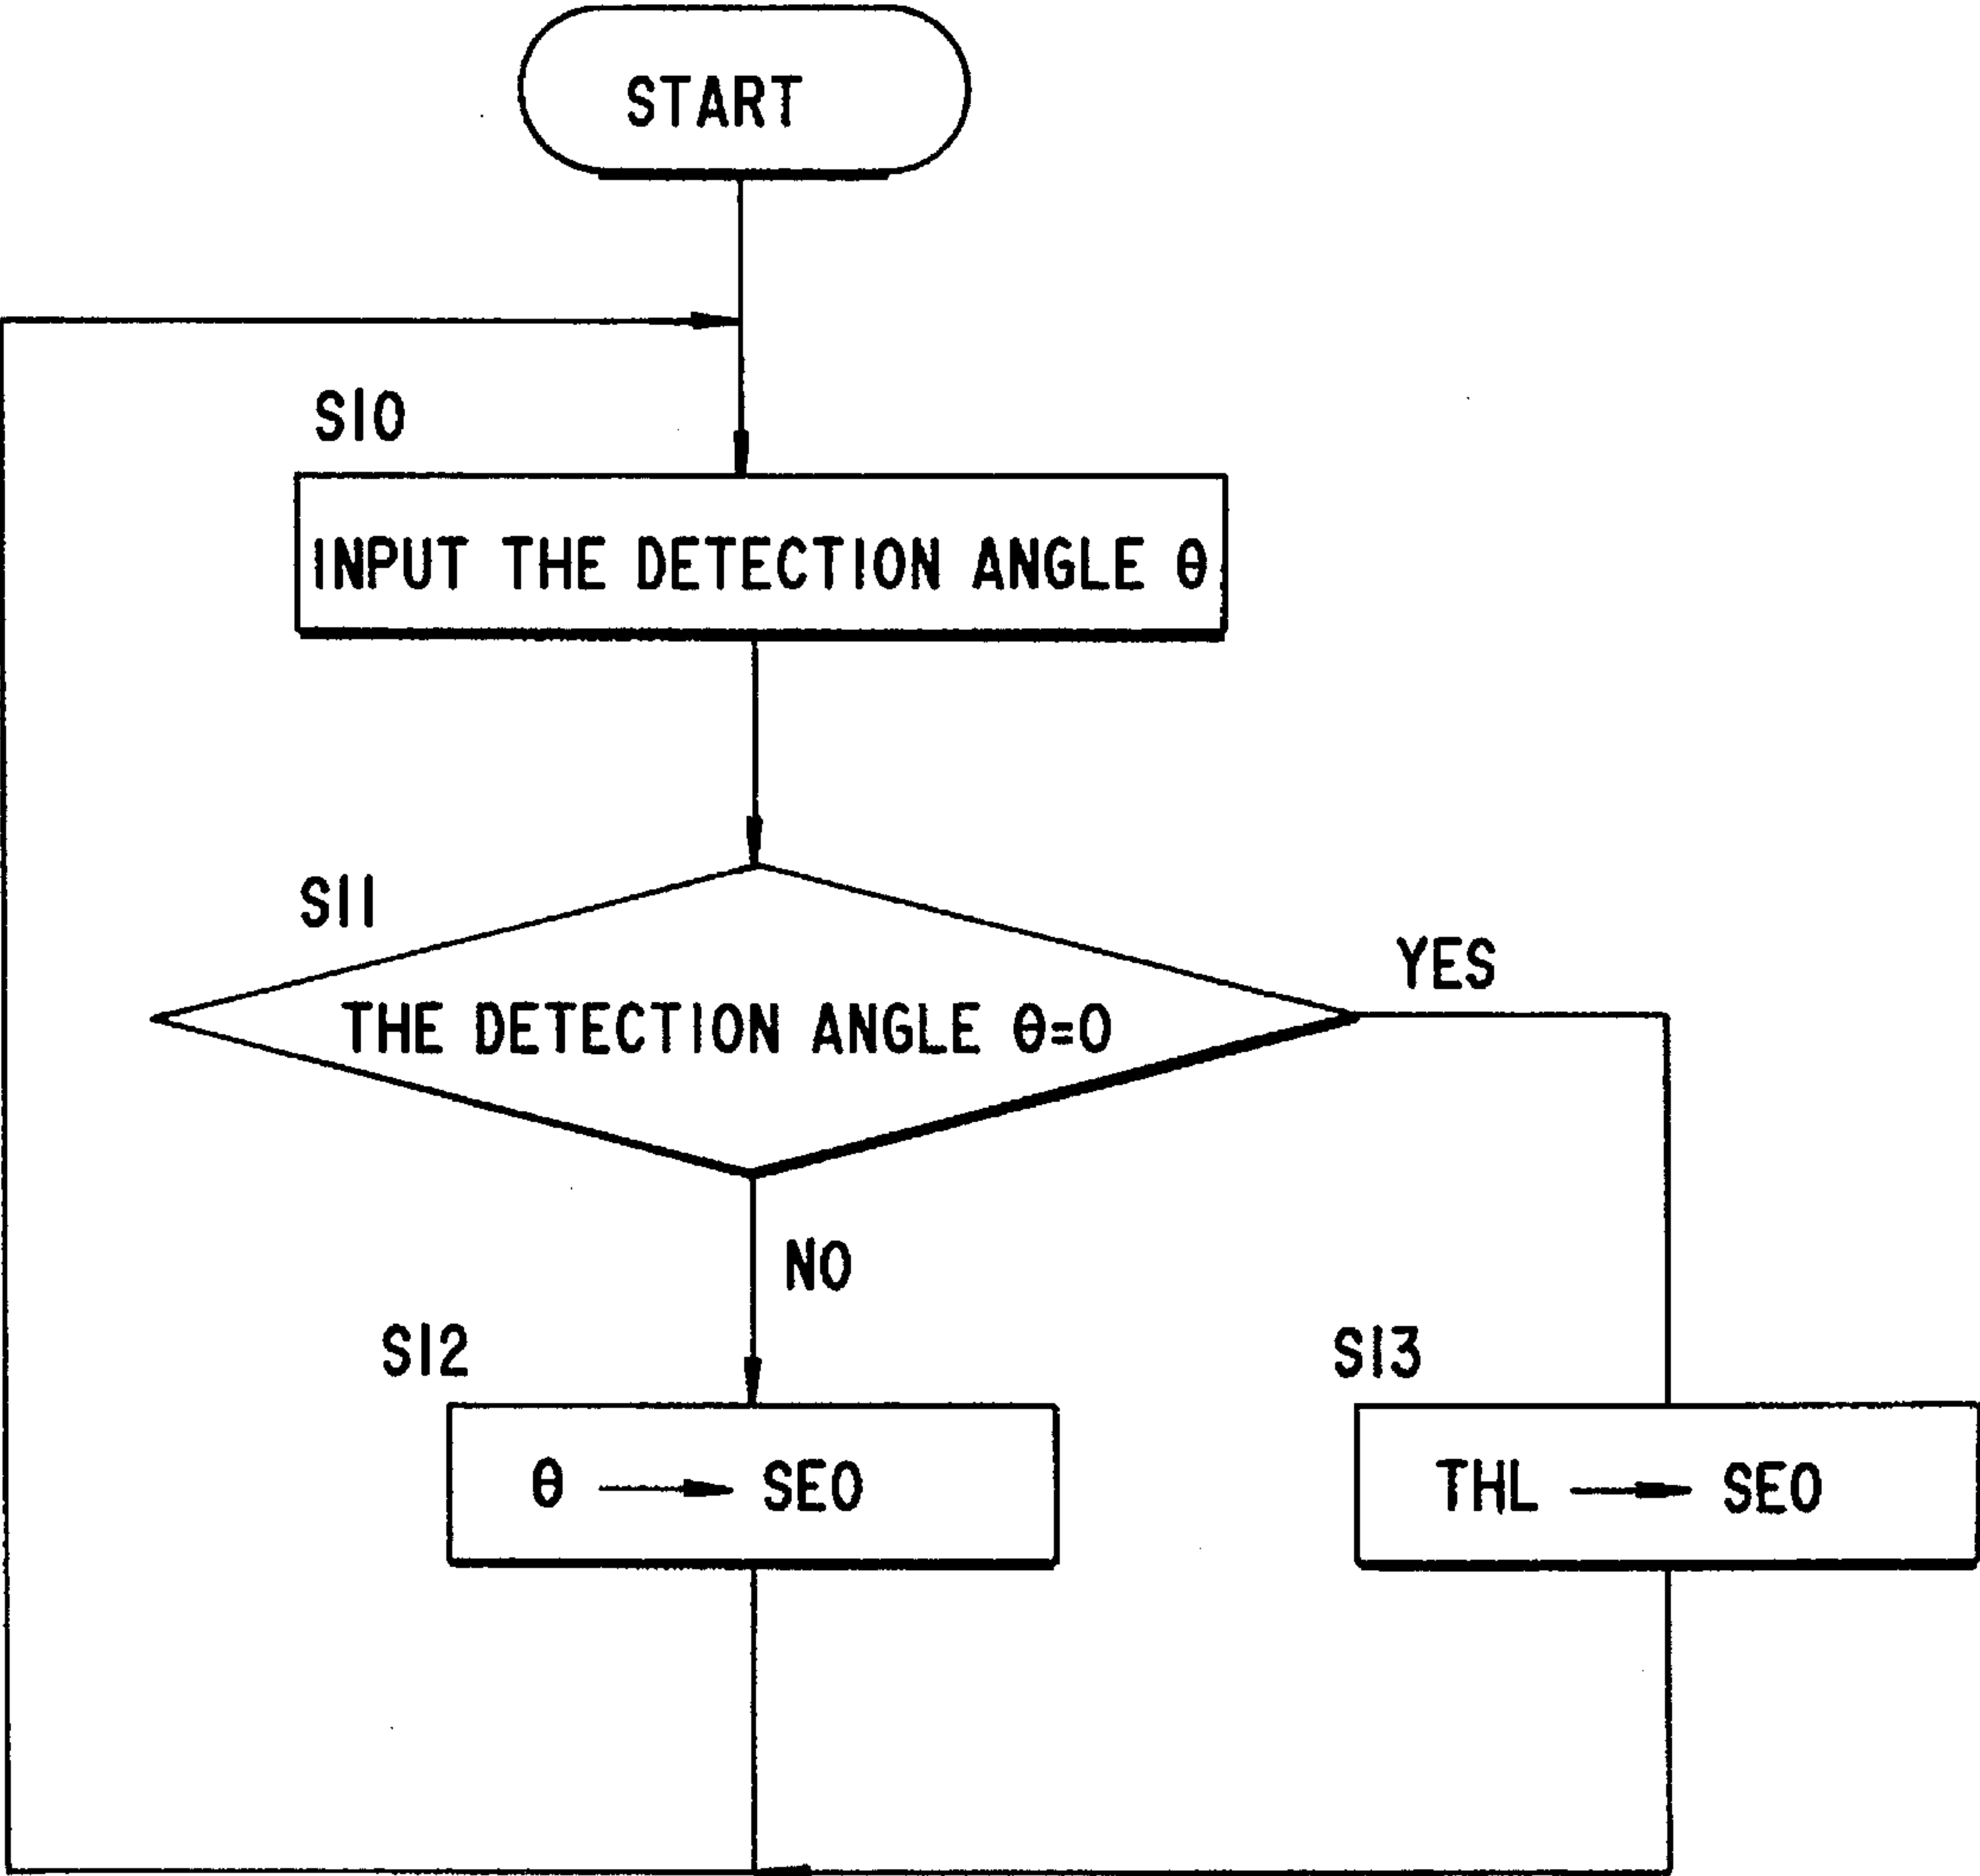 START
S10
INPUT THE DETECTION ANGLE θ
S11
THE DETECTION ANGLE θ=0
YES
NO
S12
θ → SEO
S13
THL → SEO